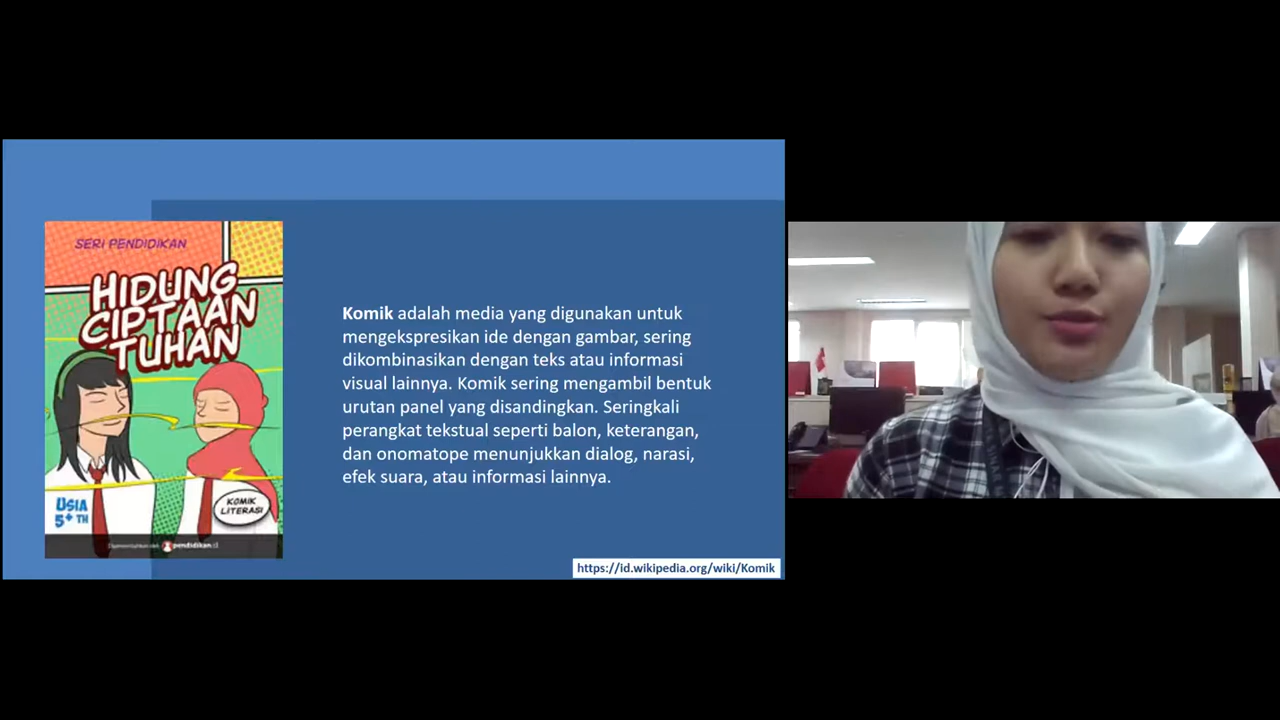 SERI PENDIDIKAN
HIDUNG
CIPTAAN
TUHAN
USIA
5+ TH
KOMIK
LITERASI
Dipersembahkan oleh pendidikan.id
Komik adalah media yang digunakan untuk
mengekspresikan ide dengan gambar, sering
dikombinasikan dengan teks atau informasi
visual lainnya. Komik sering mengambil bentuk
urutan panel yang disandingkan. Seringkali
perangkat tekstual seperti balon, keterangan,
dan onomatope menunjukkan dialog, narasi,
efek suara, atau informasi lainnya.
https://id.wikipedia.org/wiki/Komik